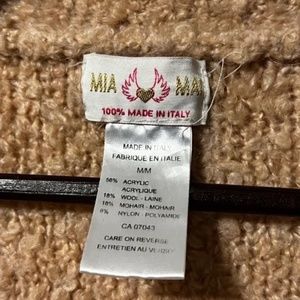 MIA MAI
100% MADE IN ITALY
MADE IN ITALY
FABRIQUE EN ITALIE
M/M
56% ACRYLIC
ACRYLIQUE
18% WOOL - LAINE
18% MOHAIR - MOHAIR
8% NYLON - POLYAMIDE
CA 07043
CARE ON REVERSE
ENTRETIEN AU VERSO